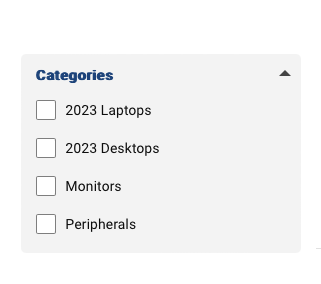 Categories
2023 Laptops
2023 Desktops
Monitors
Peripherals